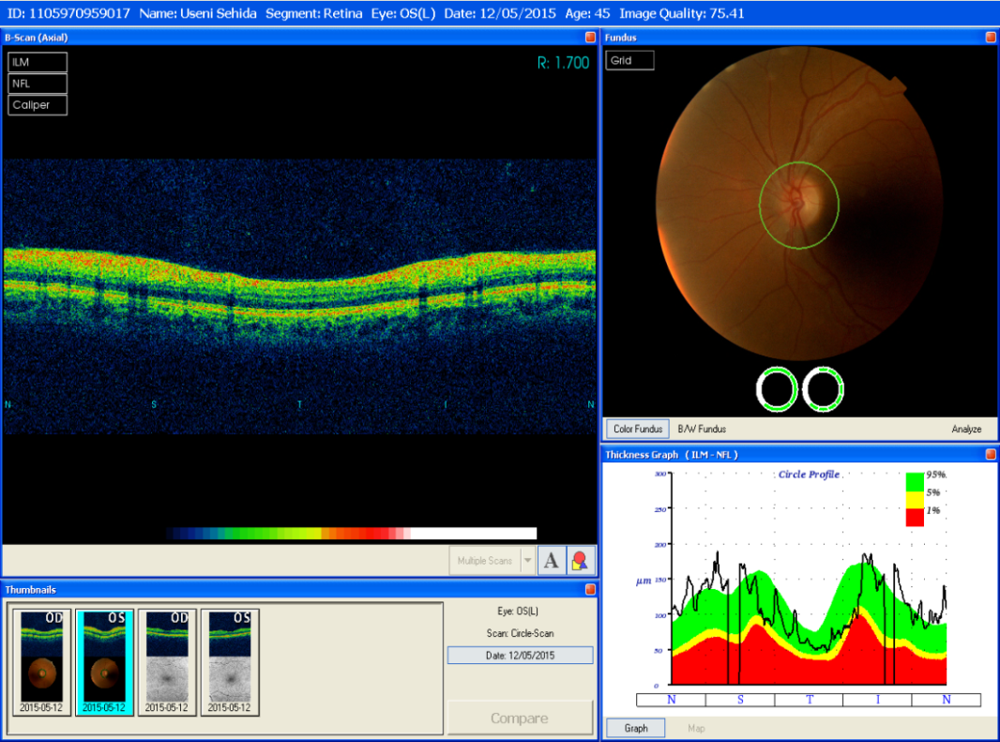 ID: 1105970959017 Name: Useni Sehida Segment: Retina Eye: OS(L) Date: 12/05/2015 Age: 45 Image Quality: 75.41
B-Scan (Axial)
ILM
NFL
Caliper
R: 1.700
N S T I N
Multiple Scans
A
Fundus
Grid
Color Fundus B/W Fundus Analyze
Thickness Graph ( ILM - NFL )
Circle Profile
95%
5%
1%
300
250
200
150
100
50
0
µm
N S T I N
Graph Map
Thumbnails
OD OS OD OS
2015-05-12 2015-05-12 2015-05-12 2015-05-12
Eye: OS(L)
Scan: Circle-Scan
Date: 12/05/2015
Compare